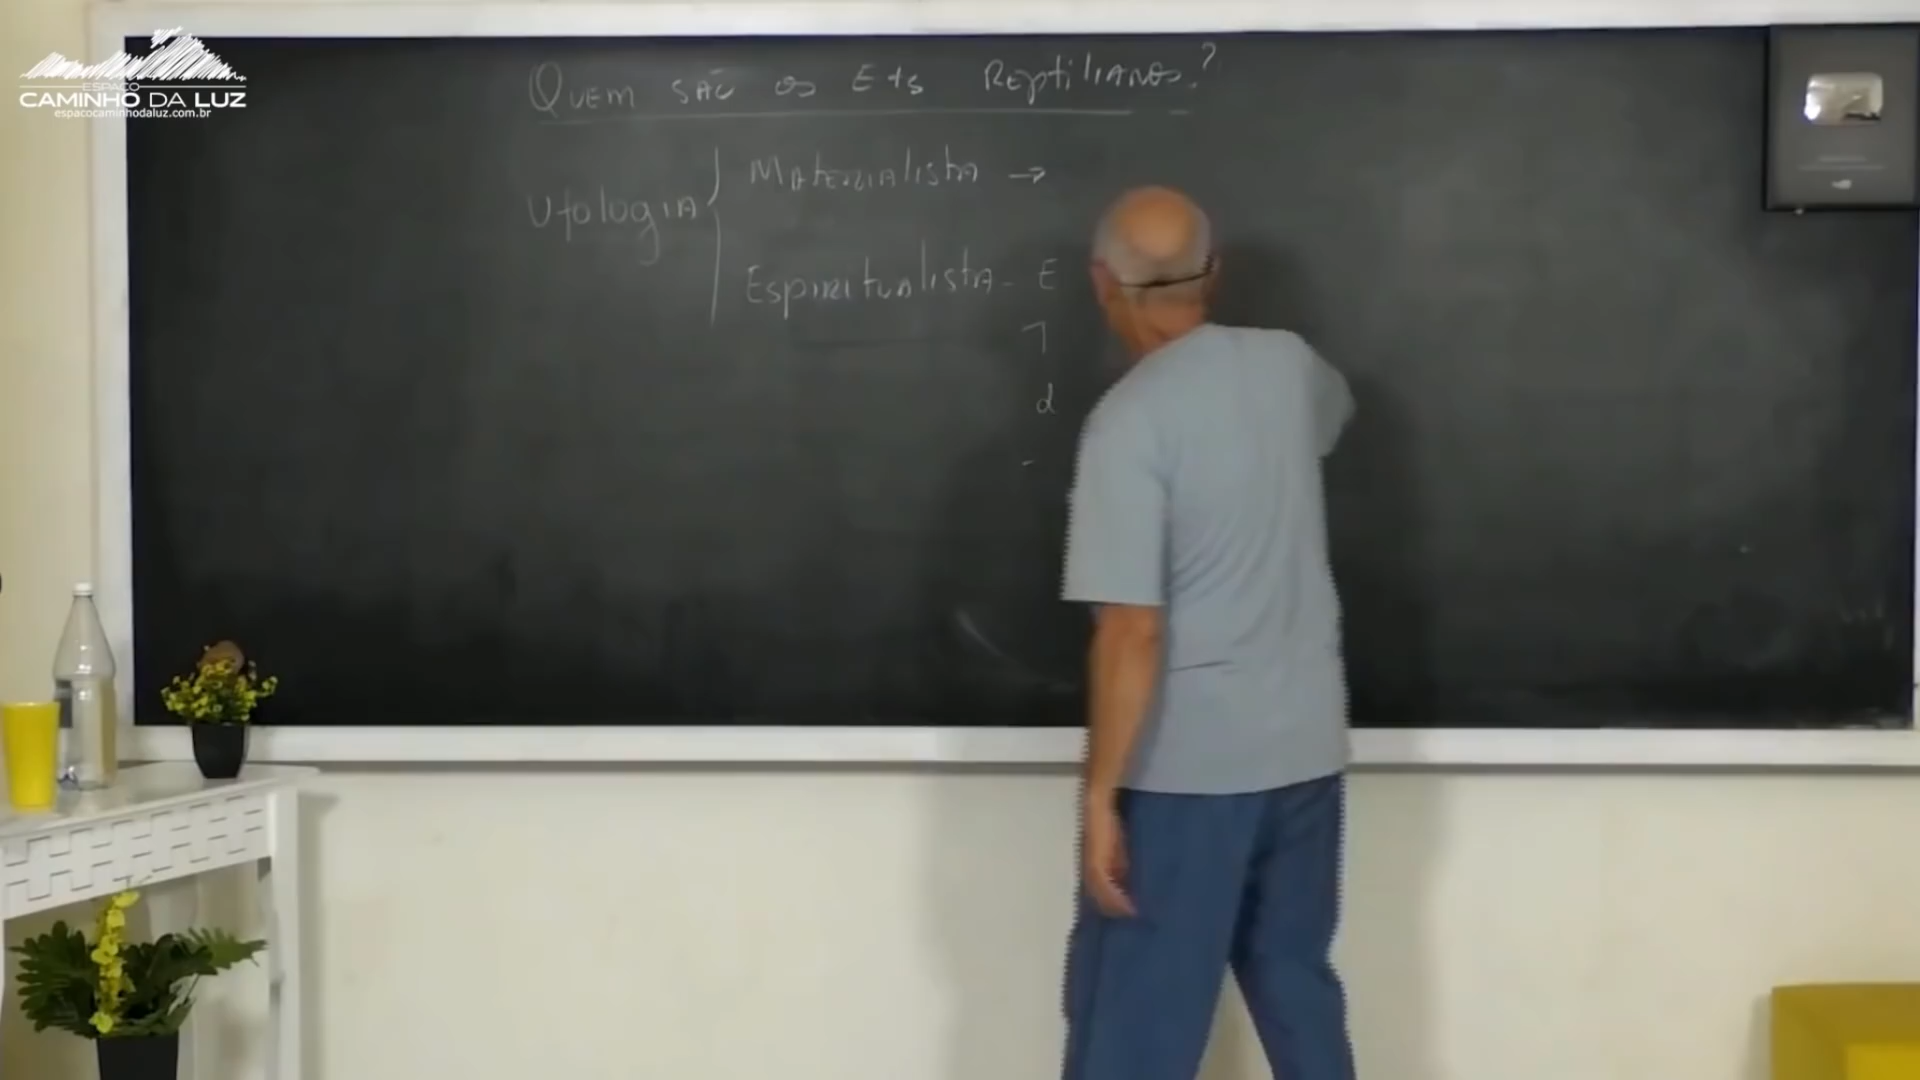 ESPAÇO
CAMINHO DA LUZ
espacocaminhodaluz.com.br
Quem são os Ets Reptilianos?
Ufologia
Materialista →
Espiritualista - E
d
-